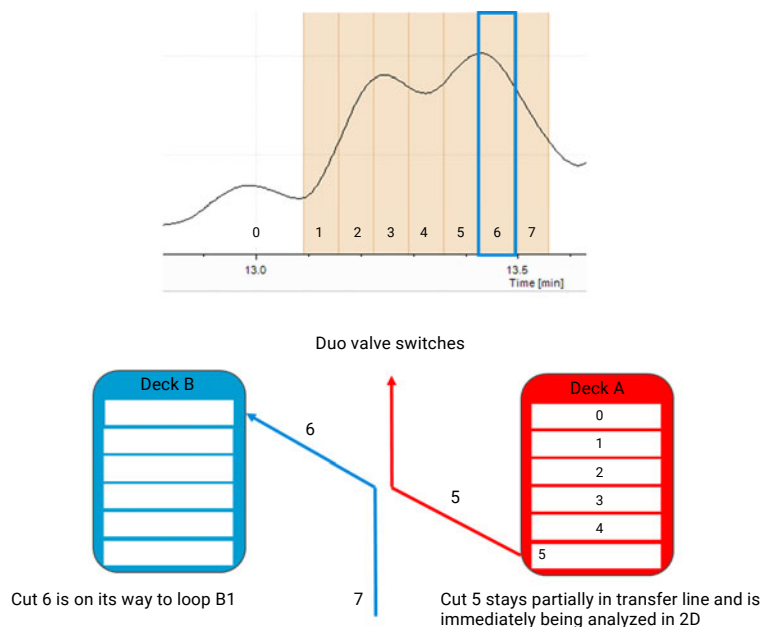 0 1 2 3 4 5 6 7
13.0 13.5
Time [min]
Duo valve switches
Deck B
Deck A
0
1
2
3
4
5
6
5
Cut 6 is on its way to loop B1
7
Cut 5 stays partially in transfer line and is
immediately being analyzed in 2D